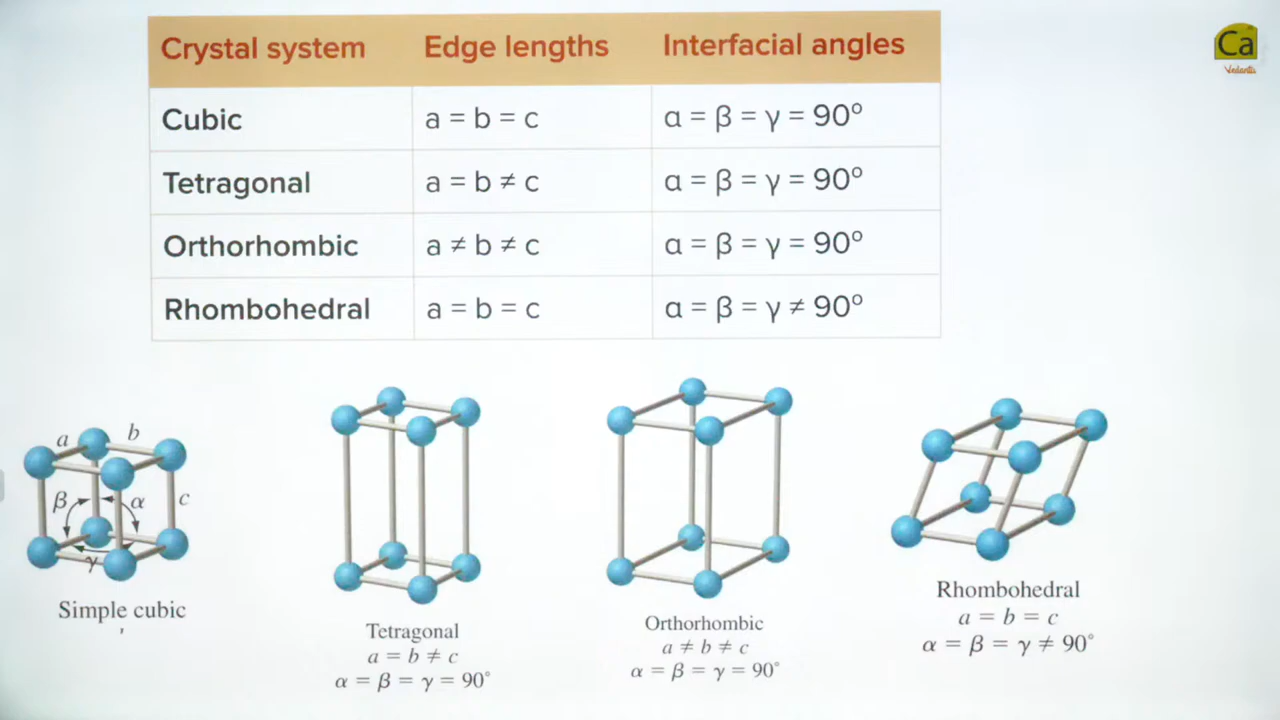 Crystal system Edge lengths Interfacial angles
Cubic a = b = c α = β = γ = 90°
Tetragonal a = b ≠ c α = β = γ = 90°
Orthorhombic a ≠ b ≠ c α = β = γ = 90°
Rhombohedral a = b = c α = β = γ ≠ 90°
Ca
Vedantu
a b
β α c
γ
Simple cubic
Tetragonal
a = b ≠ c
α = β = γ = 90°
Orthorhombic
a ≠ b ≠ c
α = β = γ = 90°
Rhombohedral
a = b = c
α = β = γ ≠ 90°